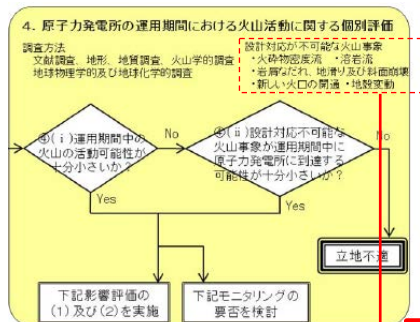 4. 原子力発電所の運用期間における火山活動に関する個別評価
調査方法
文献調査、地形、地質調査、火山学的調査
地球物理学的及び地球化学的調査
設計対応が不可能な火山事象
・火砕物密度流 ・溶岩流
・岩屑なだれ、地滑り及び斜面崩壊
・新しい火口の開通 ・地殻変動
④(ⅰ)運用期間中の
火山の活動可能性が
十分小さいか?
No
④(ⅱ)設計対応不可能な
火山事象が運用期間中に
原子力発電所に到達する
可能性が十分小さいか?
No
Yes
Yes
立地不適
下記影響評価の
(1)及び(2)を実施
下記モニタリングの
要否を検討